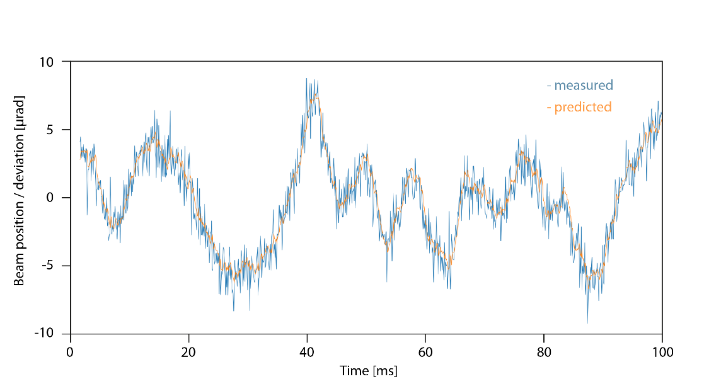 10
- measured
- predicted
5
0
-5
-10
Beam position / deviation [μrad]
0 20 40 60 80 100
Time [ms]